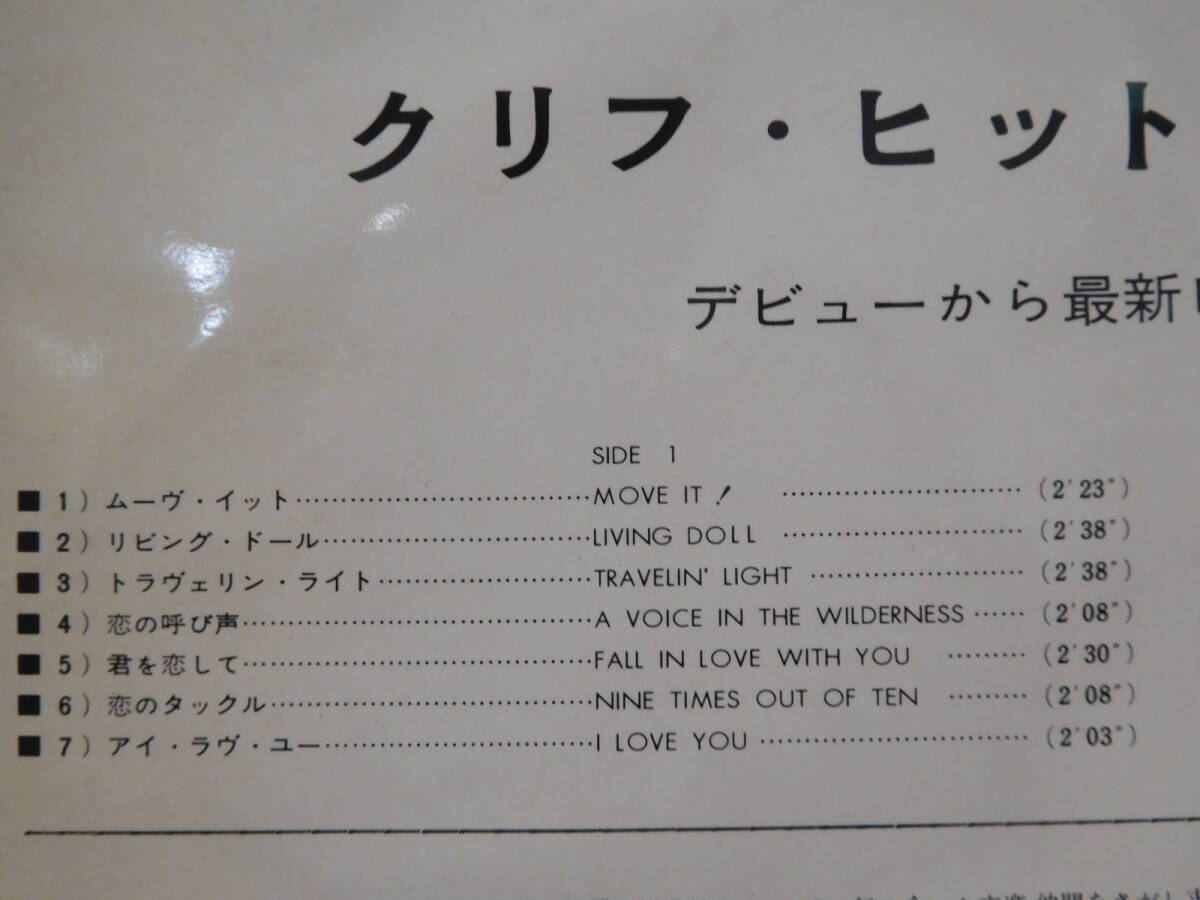 クリフ・ヒット
デビューから最新
SIDE 1
■ 1) ムーヴ・イット……………………………MOVE IT! ………………………(2'23")
■ 2) リビング・ドール…………………………LIVING DOLL ………………………(2'38")
■ 3) トラヴェリン・ライト……………………TRAVELIN' LIGHT ……………………(2'38")
■ 4) 恋の呼び声…………………………………A VOICE IN THE WILDERNESS ……(2'08")
■ 5) 君を恋して…………………………………FALL IN LOVE WITH YOU ………(2'30")
■ 6) 恋のタックル………………………………NINE TIMES OUT OF TEN ………(2'08")
■ 7) アイ・ラヴ・ユー…………………………I LOVE YOU …………………………(2'03")